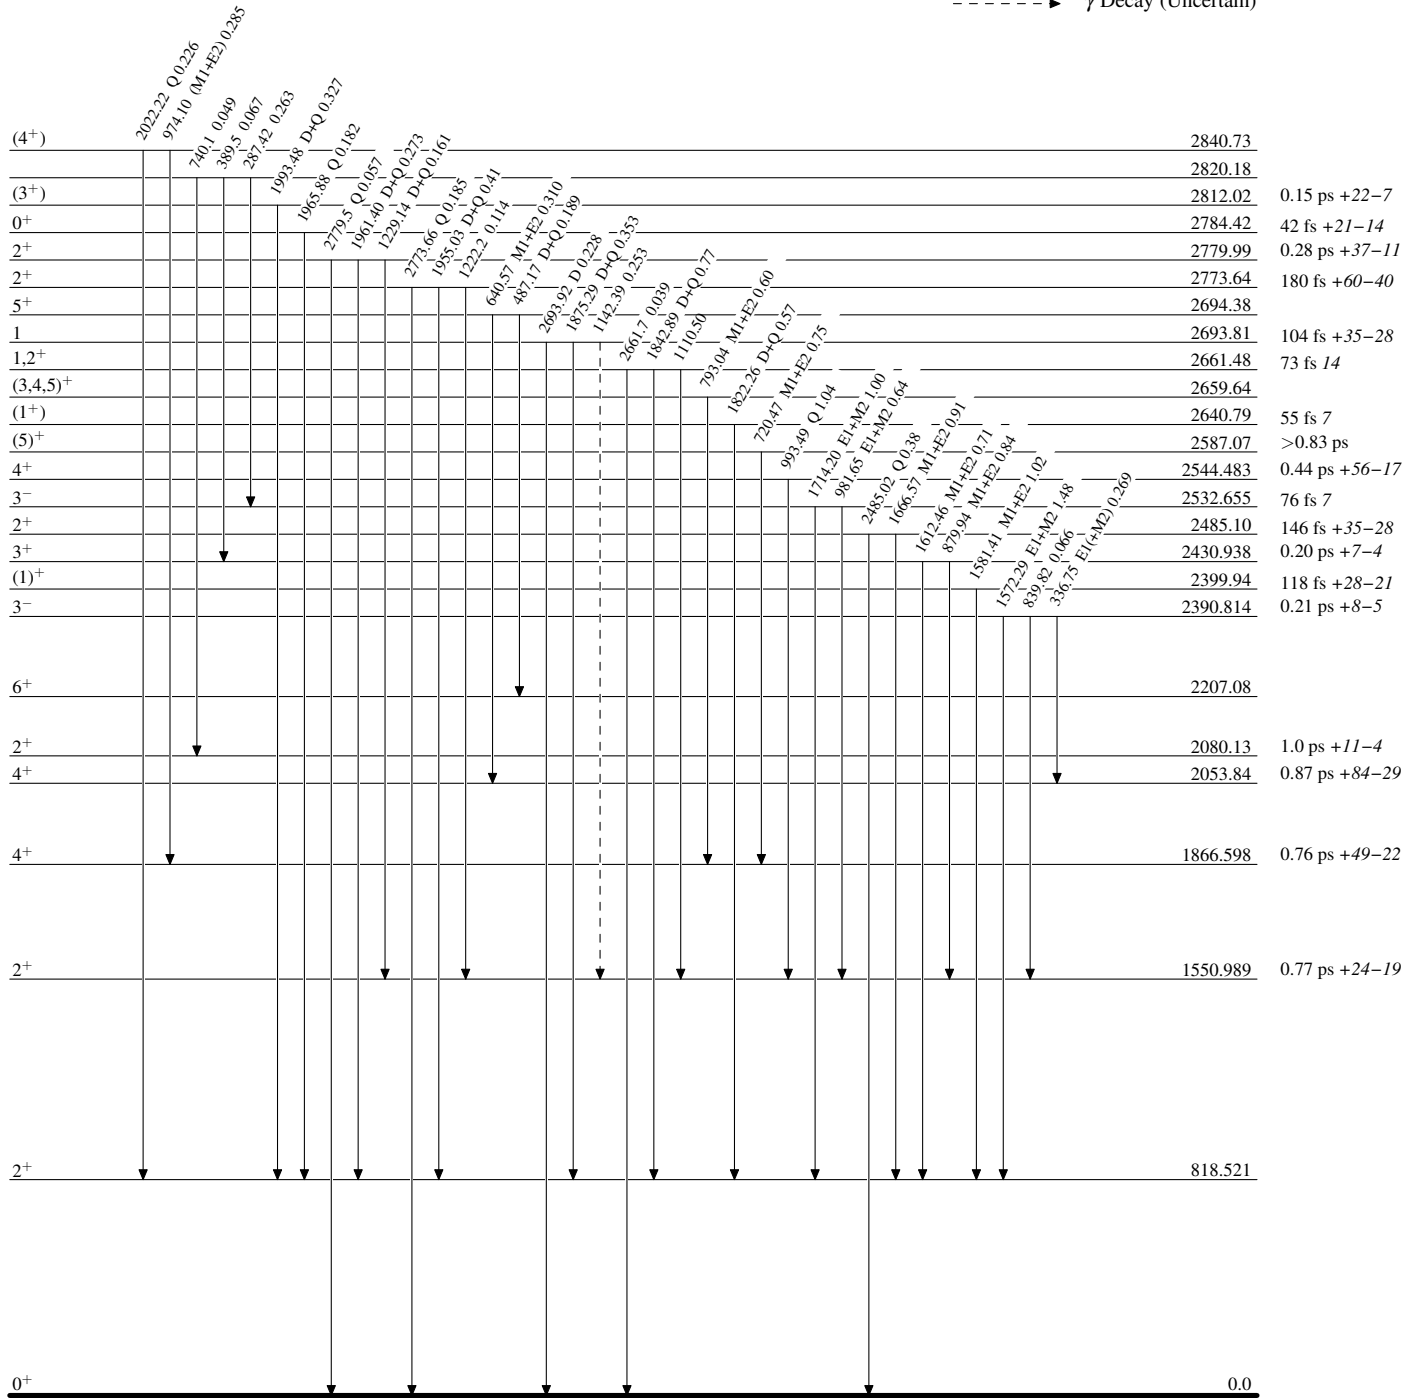 γ Decay (Uncertain)
2022.22 Q 0.226
974.10 (M1+E2) 0.285
740.1 0.049
389.5 0.067
287.42 0.263
1993.48 D+Q 0.327
1965.88 Q 0.182
2779.5 Q 0.057
1961.40 D+Q 0.273
1229.14 D+Q 0.161
2773.66 Q 0.185
1955.03 D+Q 0.41
1222.2 0.114
640.57 M1+E2 0.310
487.17 D+Q 0.189
2693.92 D 0.228
1875.29 D+Q 0.353
1142.39 0.253
2661.7 0.039
1842.89 D+Q 0.77
1110.50
793.04 M1+E2 0.60
1822.26 D+Q 0.57
720.47 M1+E2 0.75
993.49 Q 1.04
1714.20 E1+M2 1.00
981.65 E1+M2 0.64
2485.02 Q 0.38
1666.57 M1+E2 0.91
1612.46 M1+E2 0.71
879.94 M1+E2 0.84
1581.41 M1+E2 1.02
1572.29 E1+M2 1.48
839.82 0.066
336.75 E1(+M2) 0.269
(4⁺) 2840.73
2820.18
(3⁺) 2812.02 0.15 ps +22−7
0⁺ 2784.42 42 fs +21−14
2⁺ 2779.99 0.28 ps +37−11
2⁺ 2773.64 180 fs +60−40
5⁺ 2694.38
1 2693.81 104 fs +35−28
1,2⁺ 2661.48 73 fs 14
(3,4,5)⁺ 2659.64
(1⁺) 2640.79 55 fs 7
(5)⁺ 2587.07 >0.83 ps
4⁺ 2544.483 0.44 ps +56−17
3⁻ 2532.655 76 fs 7
2⁺ 2485.10 146 fs +35−28
3⁺ 2430.938 0.20 ps +7−4
(1)⁺ 2399.94 118 fs +28−21
3⁻ 2390.814 0.21 ps +8−5
6⁺ 2207.08
2⁺ 2080.13 1.0 ps +11−4
4⁺ 2053.84 0.87 ps +84−29
4⁺ 1866.598 0.76 ps +49−22
2⁺ 1550.989 0.77 ps +24−19
2⁺ 818.521
0⁺ 0.0